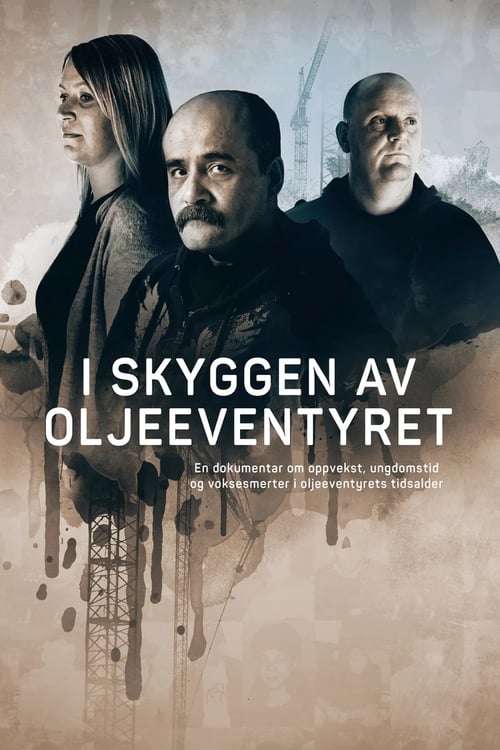 I SKYGGEN AV
OLJEEVENTYRET
En dokumentar om oppvekst, ungdomstid
og voksesmerter i oljeeventyrets tidsalder